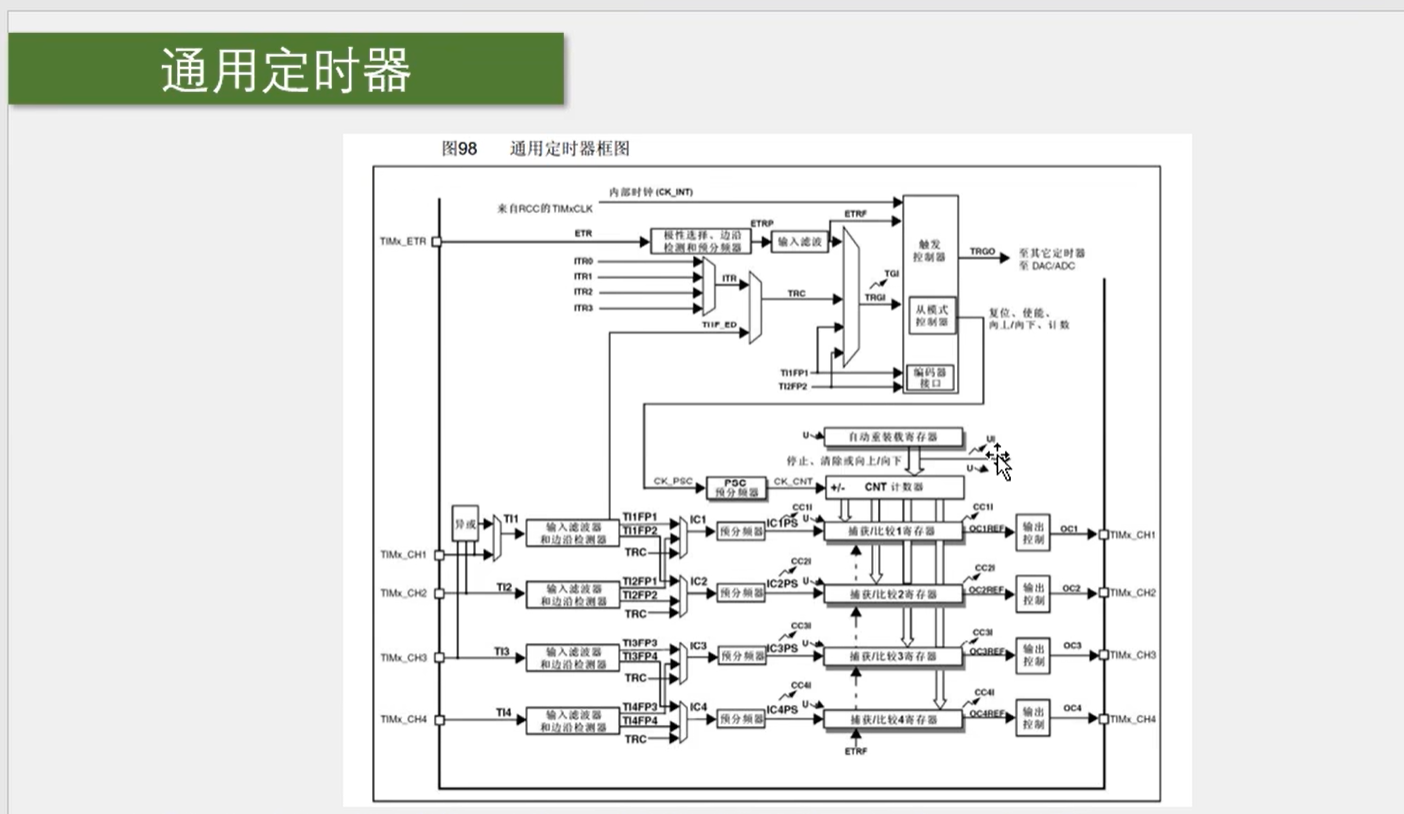 通用定时器
图98 通用定时器框图
内部时钟(CK_INT)
来自RCC的TIMxCLK
TIMx_ETR
ETR
极性选择、边沿
检测和预分频器
ETRP
输入滤波
ETRF
触发
控制器
TRGO
至其它定时器
至 DAC/ADC
ITR0
ITR1
ITR2
ITR3
ITR
TRC
TI1F_ED
TGI
TRGI
从模式
控制器
复位、使能、
向上/向下、计数
TI1FP1
TI2FP2
编码器
接口
U
自动重装载寄存器
UI
停止、清除或向上/向下
U
CK_PSC
PSC
预分频器
CK_CNT
+/- CNT 计数器
异或
TI1
TIMx_CH1
输入滤波器
和边沿检测器
TI1FP1
TI1FP2
TRC
IC1
预分频器
CC1I
IC1PS
U
捕获/比较1寄存器
CC1I
OC1REF
输出
控制
OC1
TIMx_CH1
TIMx_CH2
TI2
输入滤波器
和边沿检测器
TI2FP1
TI2FP2
TRC
IC2
预分频器
CC2I
IC2PS
U
捕获/比较2寄存器
CC2I
OC2REF
输出
控制
OC2
TIMx_CH2
TIMx_CH3
TI3
输入滤波器
和边沿检测器
TI3FP3
TI3FP4
TRC
IC3
预分频器
CC3I
IC3PS
U
捕获/比较3寄存器
CC3I
OC3REF
输出
控制
OC3
TIMx_CH3
TIMx_CH4
TI4
输入滤波器
和边沿检测器
TI4FP3
TI4FP4
TRC
IC4
预分频器
CC4I
IC4PS
U
捕获/比较4寄存器
CC4I
OC4REF
输出
控制
OC4
TIMx_CH4
ETRF